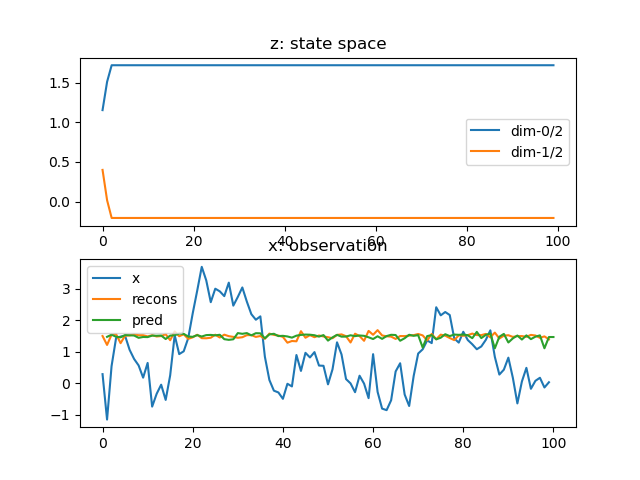 z: state space
1.5
1.0
0.5
0.0
dim-0/2
dim-1/2
0 20 40 60 80 100
x: observation
3
2
1
0
−1
x
recons
pred
0 20 40 60 80 100